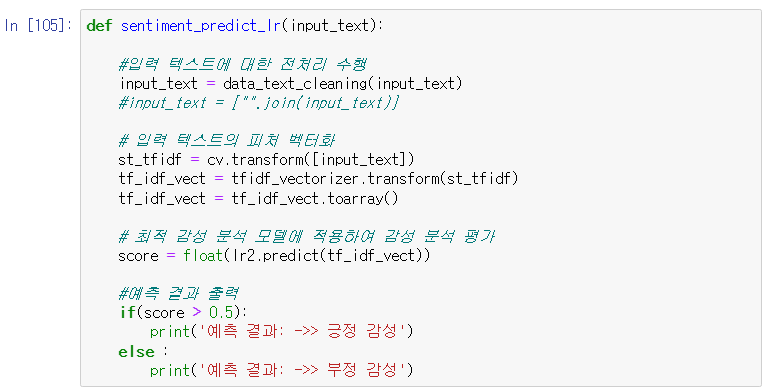 In [105]: def sentiment_predict_lr(input_text):
#입력 텍스트에 대한 전처리 수행
input_text = data_text_cleaning(input_text)
#input_text = ["".join(input_text)]
# 입력 텍스트의 피처 벡터화
st_tfidf = cv.transform([input_text])
tf_idf_vect = tfidf_vectorizer.transform(st_tfidf)
tf_idf_vect = tf_idf_vect.toarray()
# 최적 감성 분석 모델에 적용하여 감성 분석 평가
score = float(lr2.predict(tf_idf_vect))
#예측 결과 출력
if(score > 0.5):
print('예측 결과: ->> 긍정 감성')
else :
print('예측 결과: ->> 부정 감성')